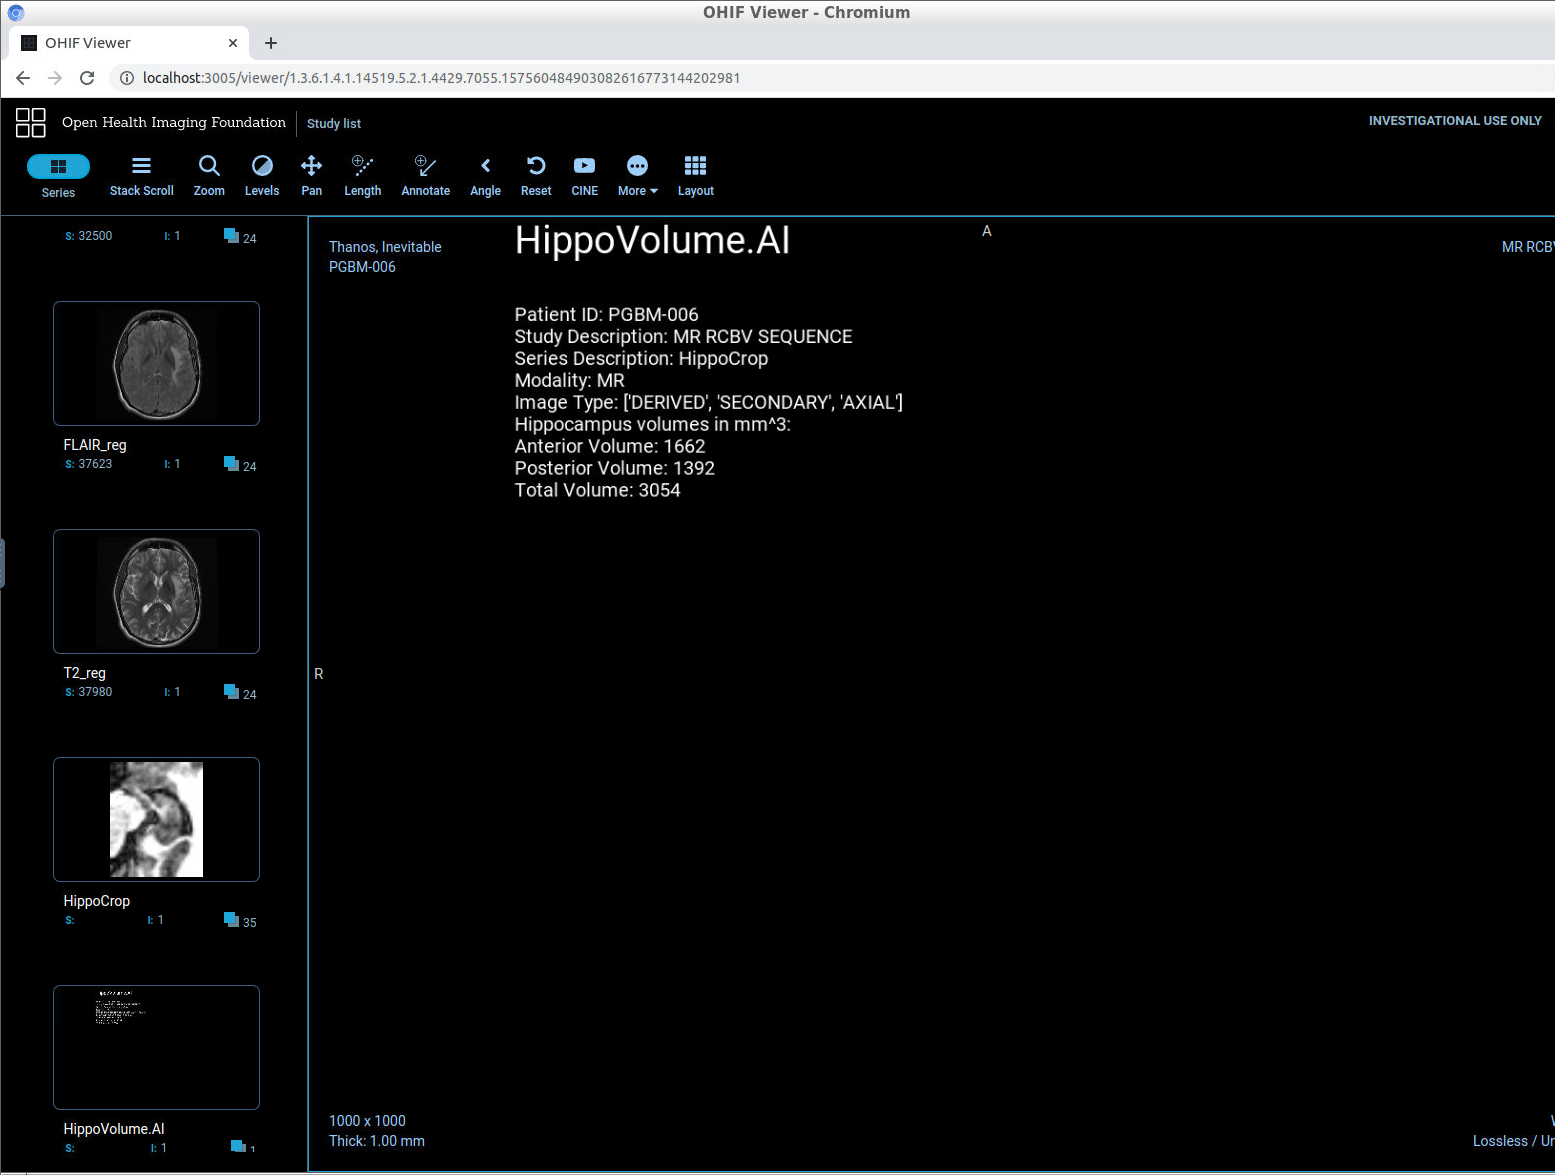 OHIF Viewer - Chromium
OHIF Viewer
localhost:3005/viewer/1.3.6.1.4.1.14519.5.2.1.4429.7055.157560484903082616773144202981
Open Health Imaging Foundation
Study list
INVESTIGATIONAL USE ONLY
Series
Stack Scroll
Zoom
Levels
Pan
Length
Annotate
Angle
Reset
CINE
More
Layout
S: 32500 I: 1 24
FLAIR_reg
S: 37623 I: 1 24
T2_reg
S: 37980 I: 1 24
HippoCrop
S: I: 1 35
HippoVolume.AI
S: I: 1 1
Thanos, Inevitable
PGBM-006
A
MR RCBV
HippoVolume.AI
Patient ID: PGBM-006
Study Description: MR RCBV SEQUENCE
Series Description: HippoCrop
Modality: MR
Image Type: ['DERIVED', 'SECONDARY', 'AXIAL']
Hippocampus volumes in mm^3:
Anterior Volume: 1662
Posterior Volume: 1392
Total Volume: 3054
R
1000 x 1000
Thick: 1.00 mm
Lossless / Un